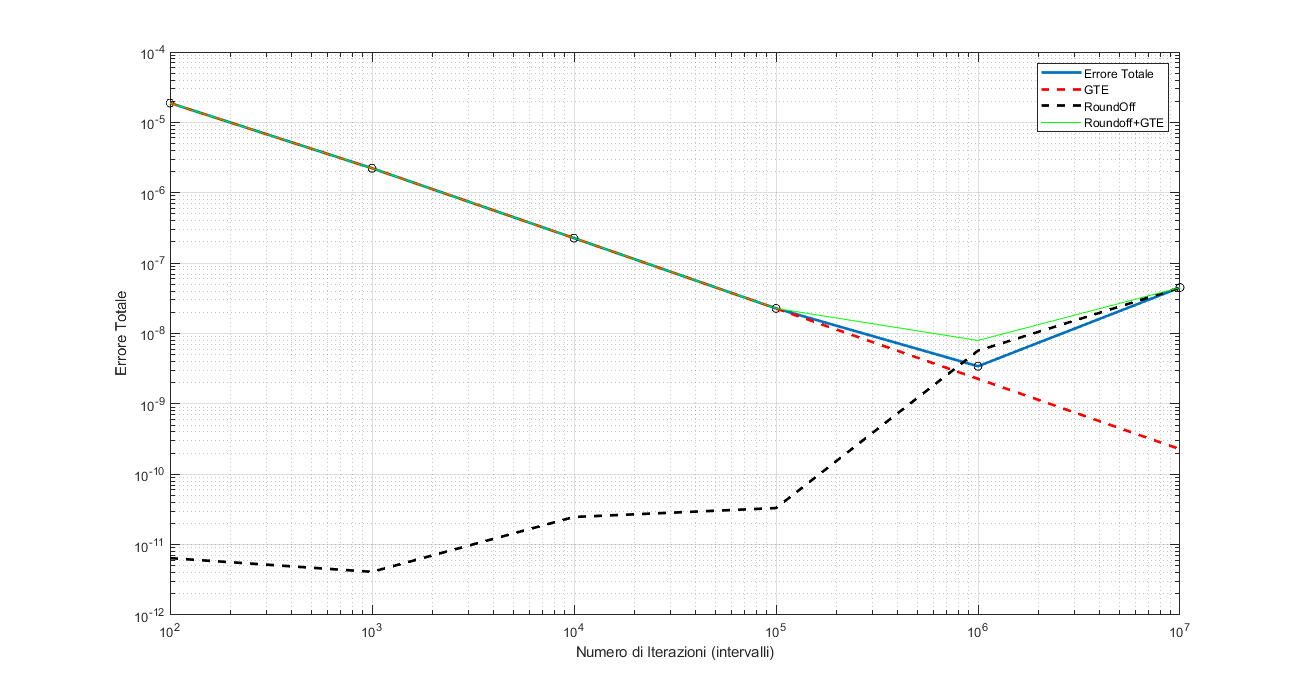 Errore Totale
GTE
RoundOff
Roundoff+GTE
10^-4
10^-5
10^-6
10^-7
10^-8
10^-9
10^-10
10^-11
10^-12
Errore Totale
10^2
10^3
10^4
10^5
10^6
10^7
Numero di Iterazioni (intervalli)